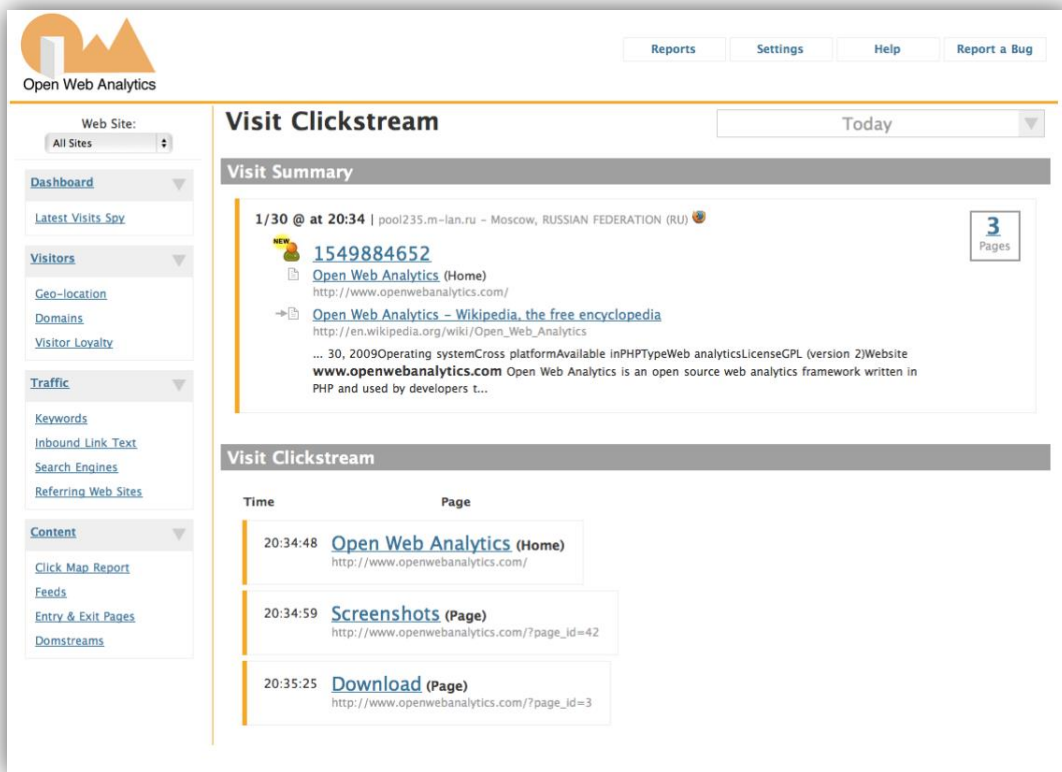 Open Web Analytics
Reports Settings Help Report a Bug
Web Site:
All Sites
Dashboard
Latest Visits Spy
Visitors
Geo-location
Domains
Visitor Loyalty
Traffic
Keywords
Inbound Link Text
Search Engines
Referring Web Sites
Content
Click Map Report
Feeds
Entry & Exit Pages
Domstreams
Visit Clickstream
Today
Visit Summary
1/30 @ at 20:34 | pool235.m-lan.ru - Moscow, RUSSIAN FEDERATION (RU)
3
Pages
NEW
1549884652
Open Web Analytics (Home)
http://www.openwebanalytics.com/
Open Web Analytics - Wikipedia, the free encyclopedia
http://en.wikipedia.org/wiki/Open_Web_Analytics
... 30, 2009Operating systemCross platformAvailable inPHPTypeWeb analyticsLicenseGPL (version 2)Website
www.openwebanalytics.com Open Web Analytics is an open source web analytics framework written in
PHP and used by developers t...
Visit Clickstream
Time Page
20:34:48 Open Web Analytics (Home)
http://www.openwebanalytics.com/
20:34:59 Screenshots (Page)
http://www.openwebanalytics.com/?page_id=42
20:35:25 Download (Page)
http://www.openwebanalytics.com/?page_id=3